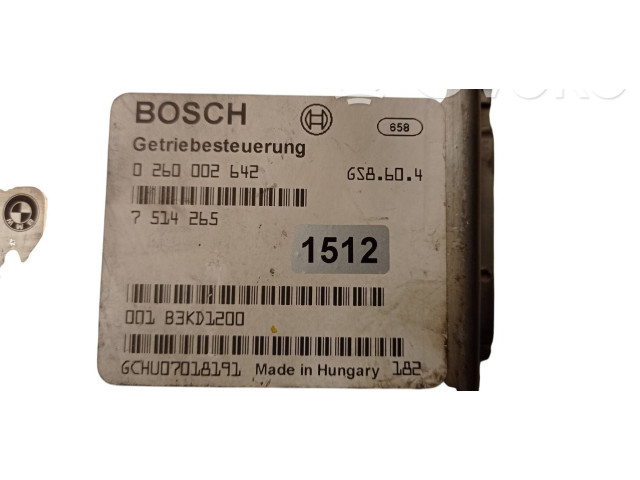 BOSCH
658
Getriebesteuerung
0 260 002 642 GS8.60.4
7 514 265
1512
001 B3KD1200
GCHU07018191 Made in Hungary 182